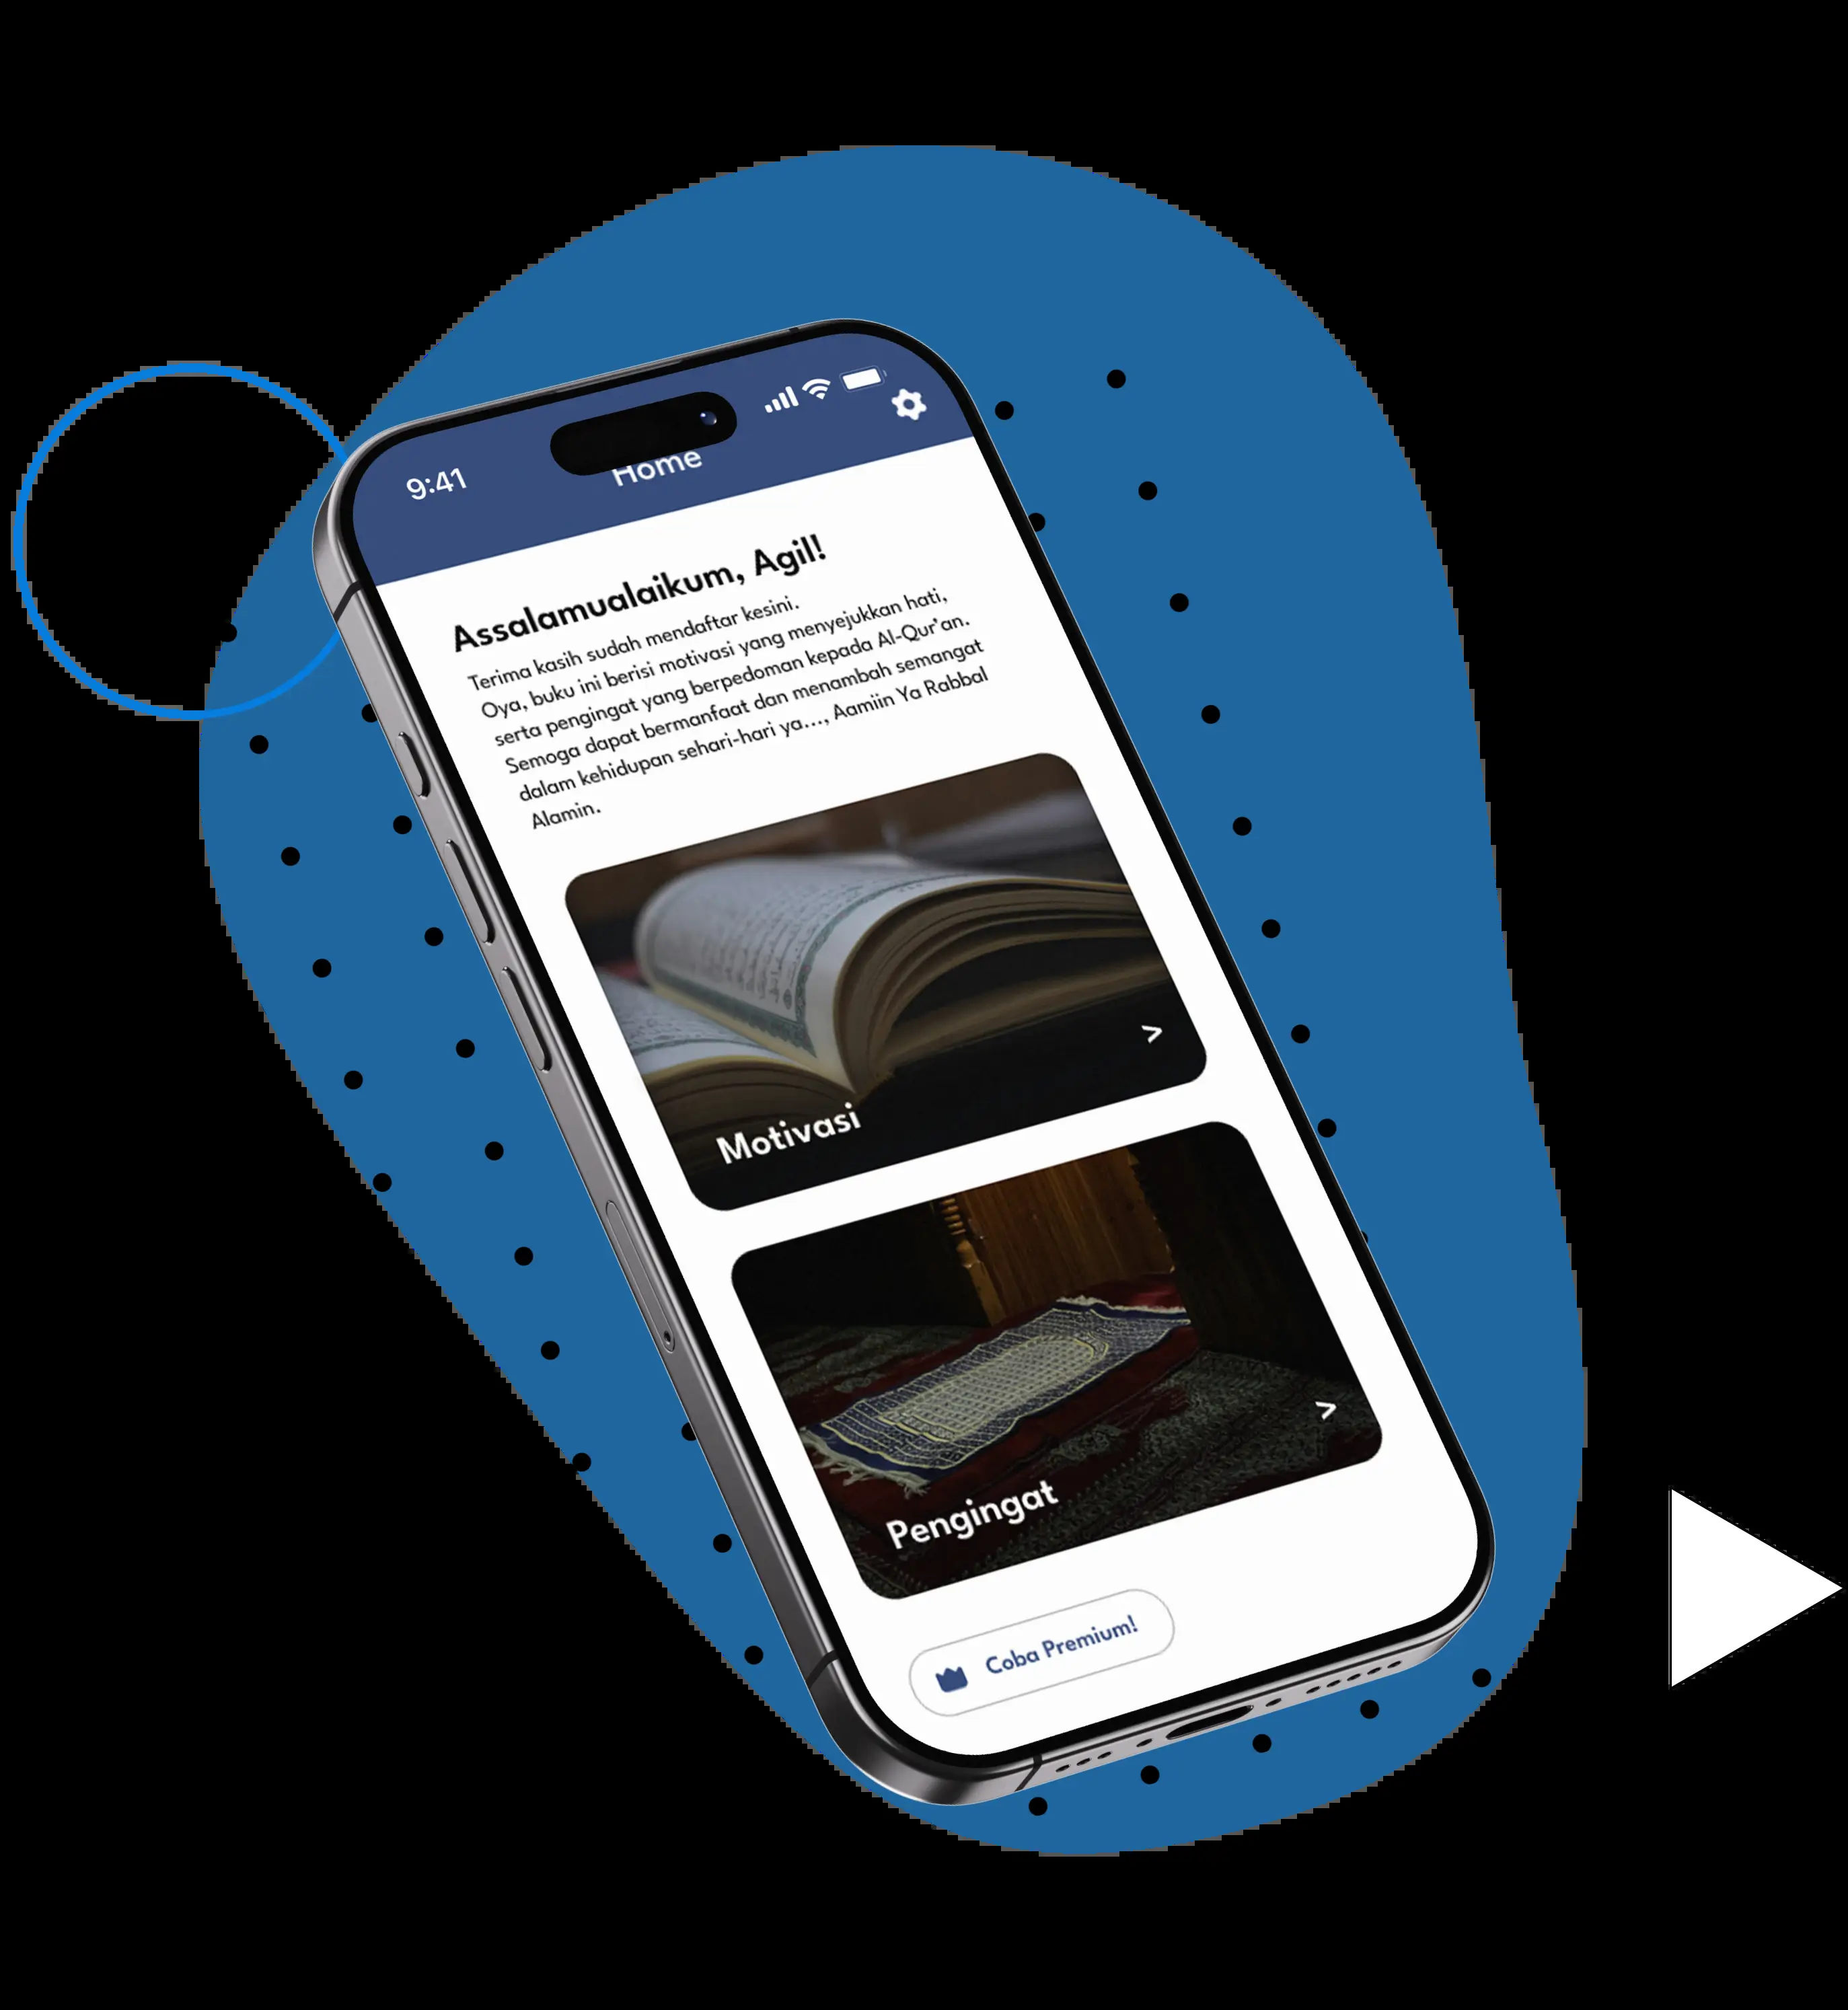 9:41
Home
Assalamualaikum, Agil!
Terima kasih sudah mendaftar kesini.
Oya, buku ini berisi motivasi yang menyejukkan hati,
serta pengingat yang berpedoman kepada Al-Qur'an.
Semoga dapat bermanfaat dan menambah semangat
dalam kehidupan sehari-hari ya..., Aamiin Ya Rabbal
Alamin.
Motivasi
>
Pengingat
>
Coba Premium!